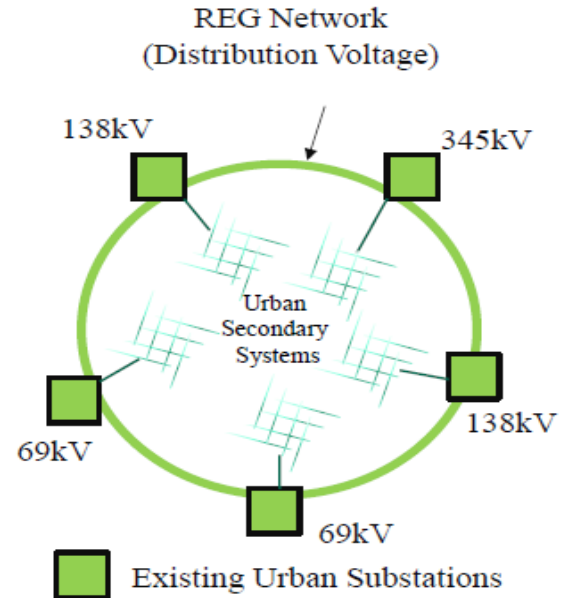 REG Network
(Distribution Voltage)
138kV
345kV
Urban
Secondary
Systems
138kV
69kV
69kV
Existing Urban Substations